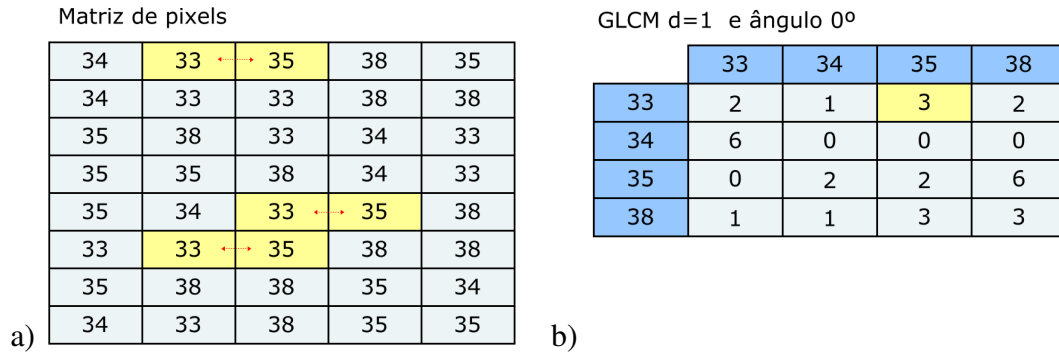 Matriz de pixels
34 33 35 38 35
34 33 33 38 38
35 38 33 34 33
35 35 38 34 33
35 34 33 35 38
33 33 35 38 38
35 38 38 35 34
34 33 38 35 35
a)
GLCM d=1 e ângulo 0º
33 34 35 38
33 2 1 3 2
34 6 0 0 0
35 0 2 2 6
38 1 1 3 3
b)